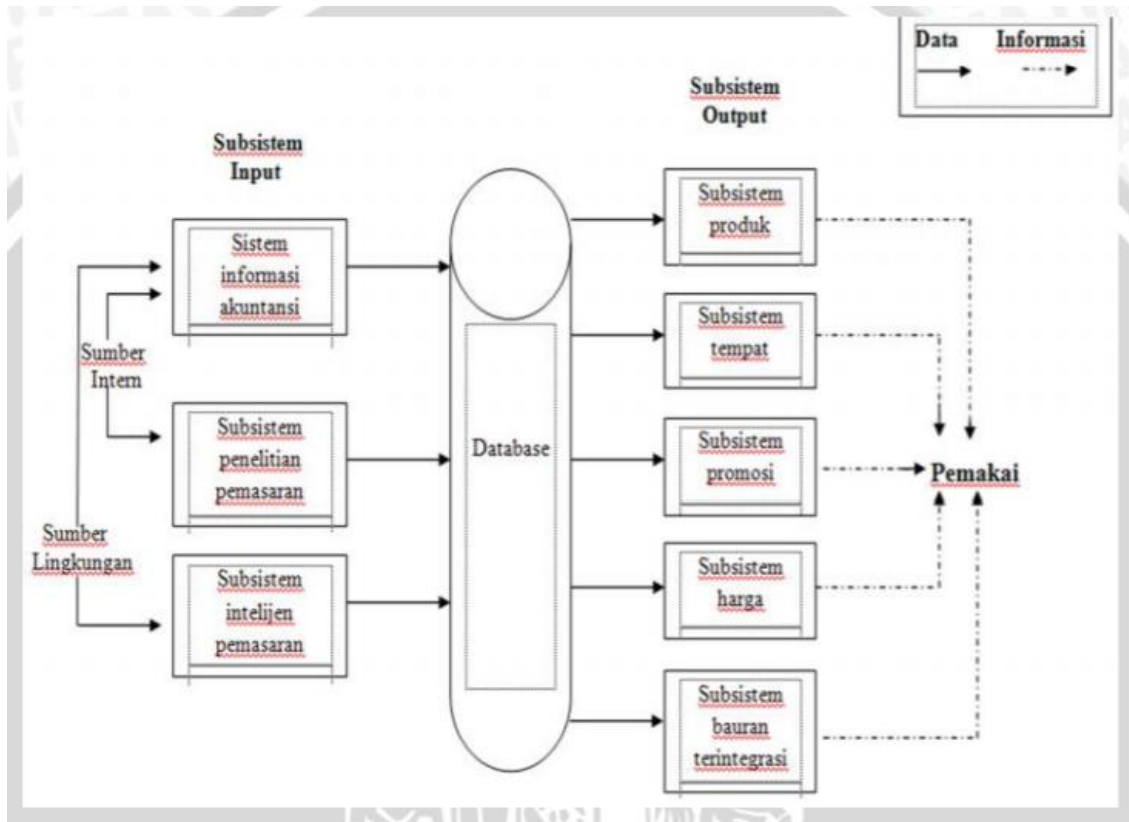 Data Informasi
Subsistem
Output
Subsistem
Input
Sistem
informasi
akuntansi
Sumber
Intern
Subsistem
penelitian
pemasaran
Sumber
Lingkungan
Subsistem
intelijen
pemasaran
Database
Subsistem
produk
Subsistem
tempat
Subsistem
promosi
Subsistem
harga
Subsistem
bauran
terintegrasi
Pemakai